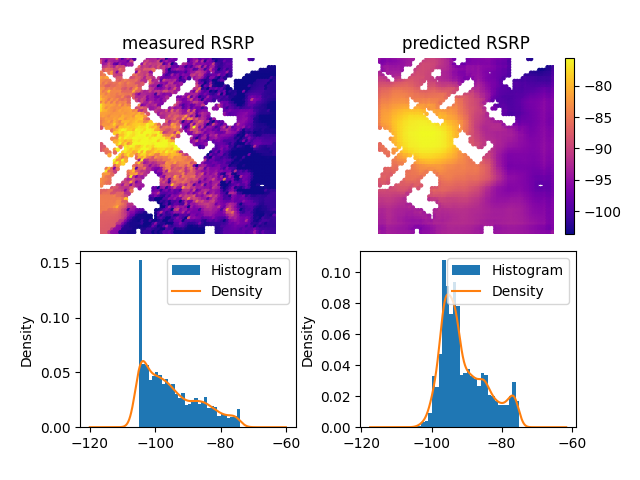 measured RSRP
predicted RSRP
−80
−85
−90
−95
−100
0.15
0.10
0.05
0.00
Density
Histogram
Density
−120
−100
−80
−60
0.10
0.08
0.06
0.04
0.02
0.00
Density
Histogram
Density
−120
−100
−80
−60